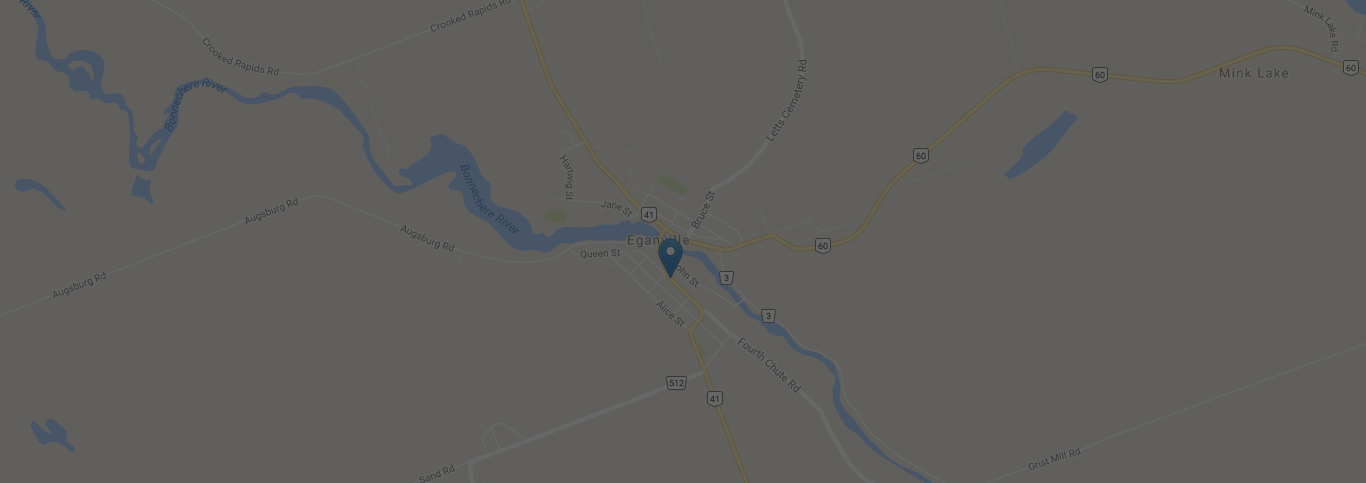 River
Crooked Rapids Rd
Crooked Rapids Rd
Mink Lake Rd
60
60
Mink Lake
Letts Cemetery Rd
Bonnechere River
60
Hartwig St
Bonnechere River
Jane St
41
Bruce St
Augsburg Rd
Augsburg Rd
Eganville
60
Queen St
John St
3
Augsburg Rd
Alice St
3
Fourth Chute Rd
512
41
Grist Mill Rd
Sand Rd